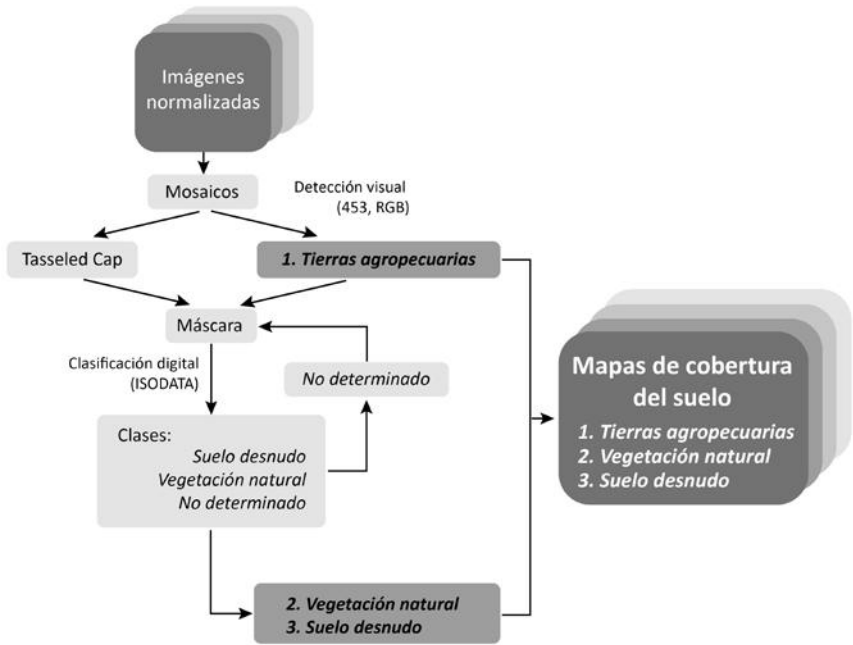 Imágenes
normalizadas
Mosaicos
Detección visual
(453, RGB)
Tasseled Cap
1. Tierras agropecuarias
Máscara
Clasificación digital
(ISODATA)
No determinado
Clases:
Suelo desnudo
Vegetación natural
No determinado
2. Vegetación natural
3. Suelo desnudo
Mapas de cobertura
del suelo
1. Tierras agropecuarias
2. Vegetación natural
3. Suelo desnudo